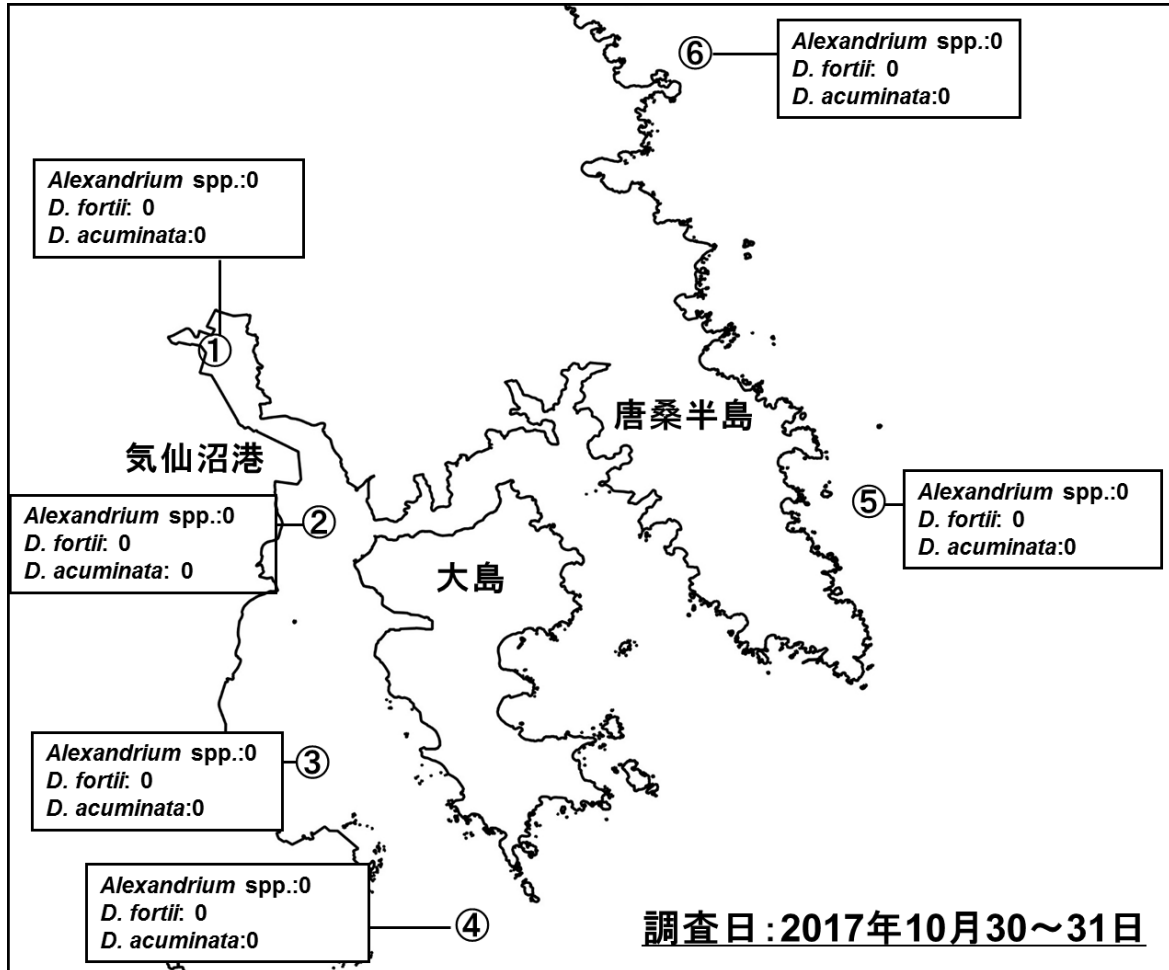 ⑥
Alexandrium spp.:0
D. fortii: 0
D. acuminata:0
Alexandrium spp.:0
D. fortii: 0
D. acuminata:0
①
唐桑半島
気仙沼港
⑤
Alexandrium spp.:0
D. fortii: 0
D. acuminata:0
Alexandrium spp.:0
D. fortii: 0
D. acuminata: 0
②
大島
Alexandrium spp.:0
D. fortii: 0
D. acuminata:0
③
Alexandrium spp.:0
D. fortii: 0
D. acuminata:0
④
調査日:2017年10月30~31日